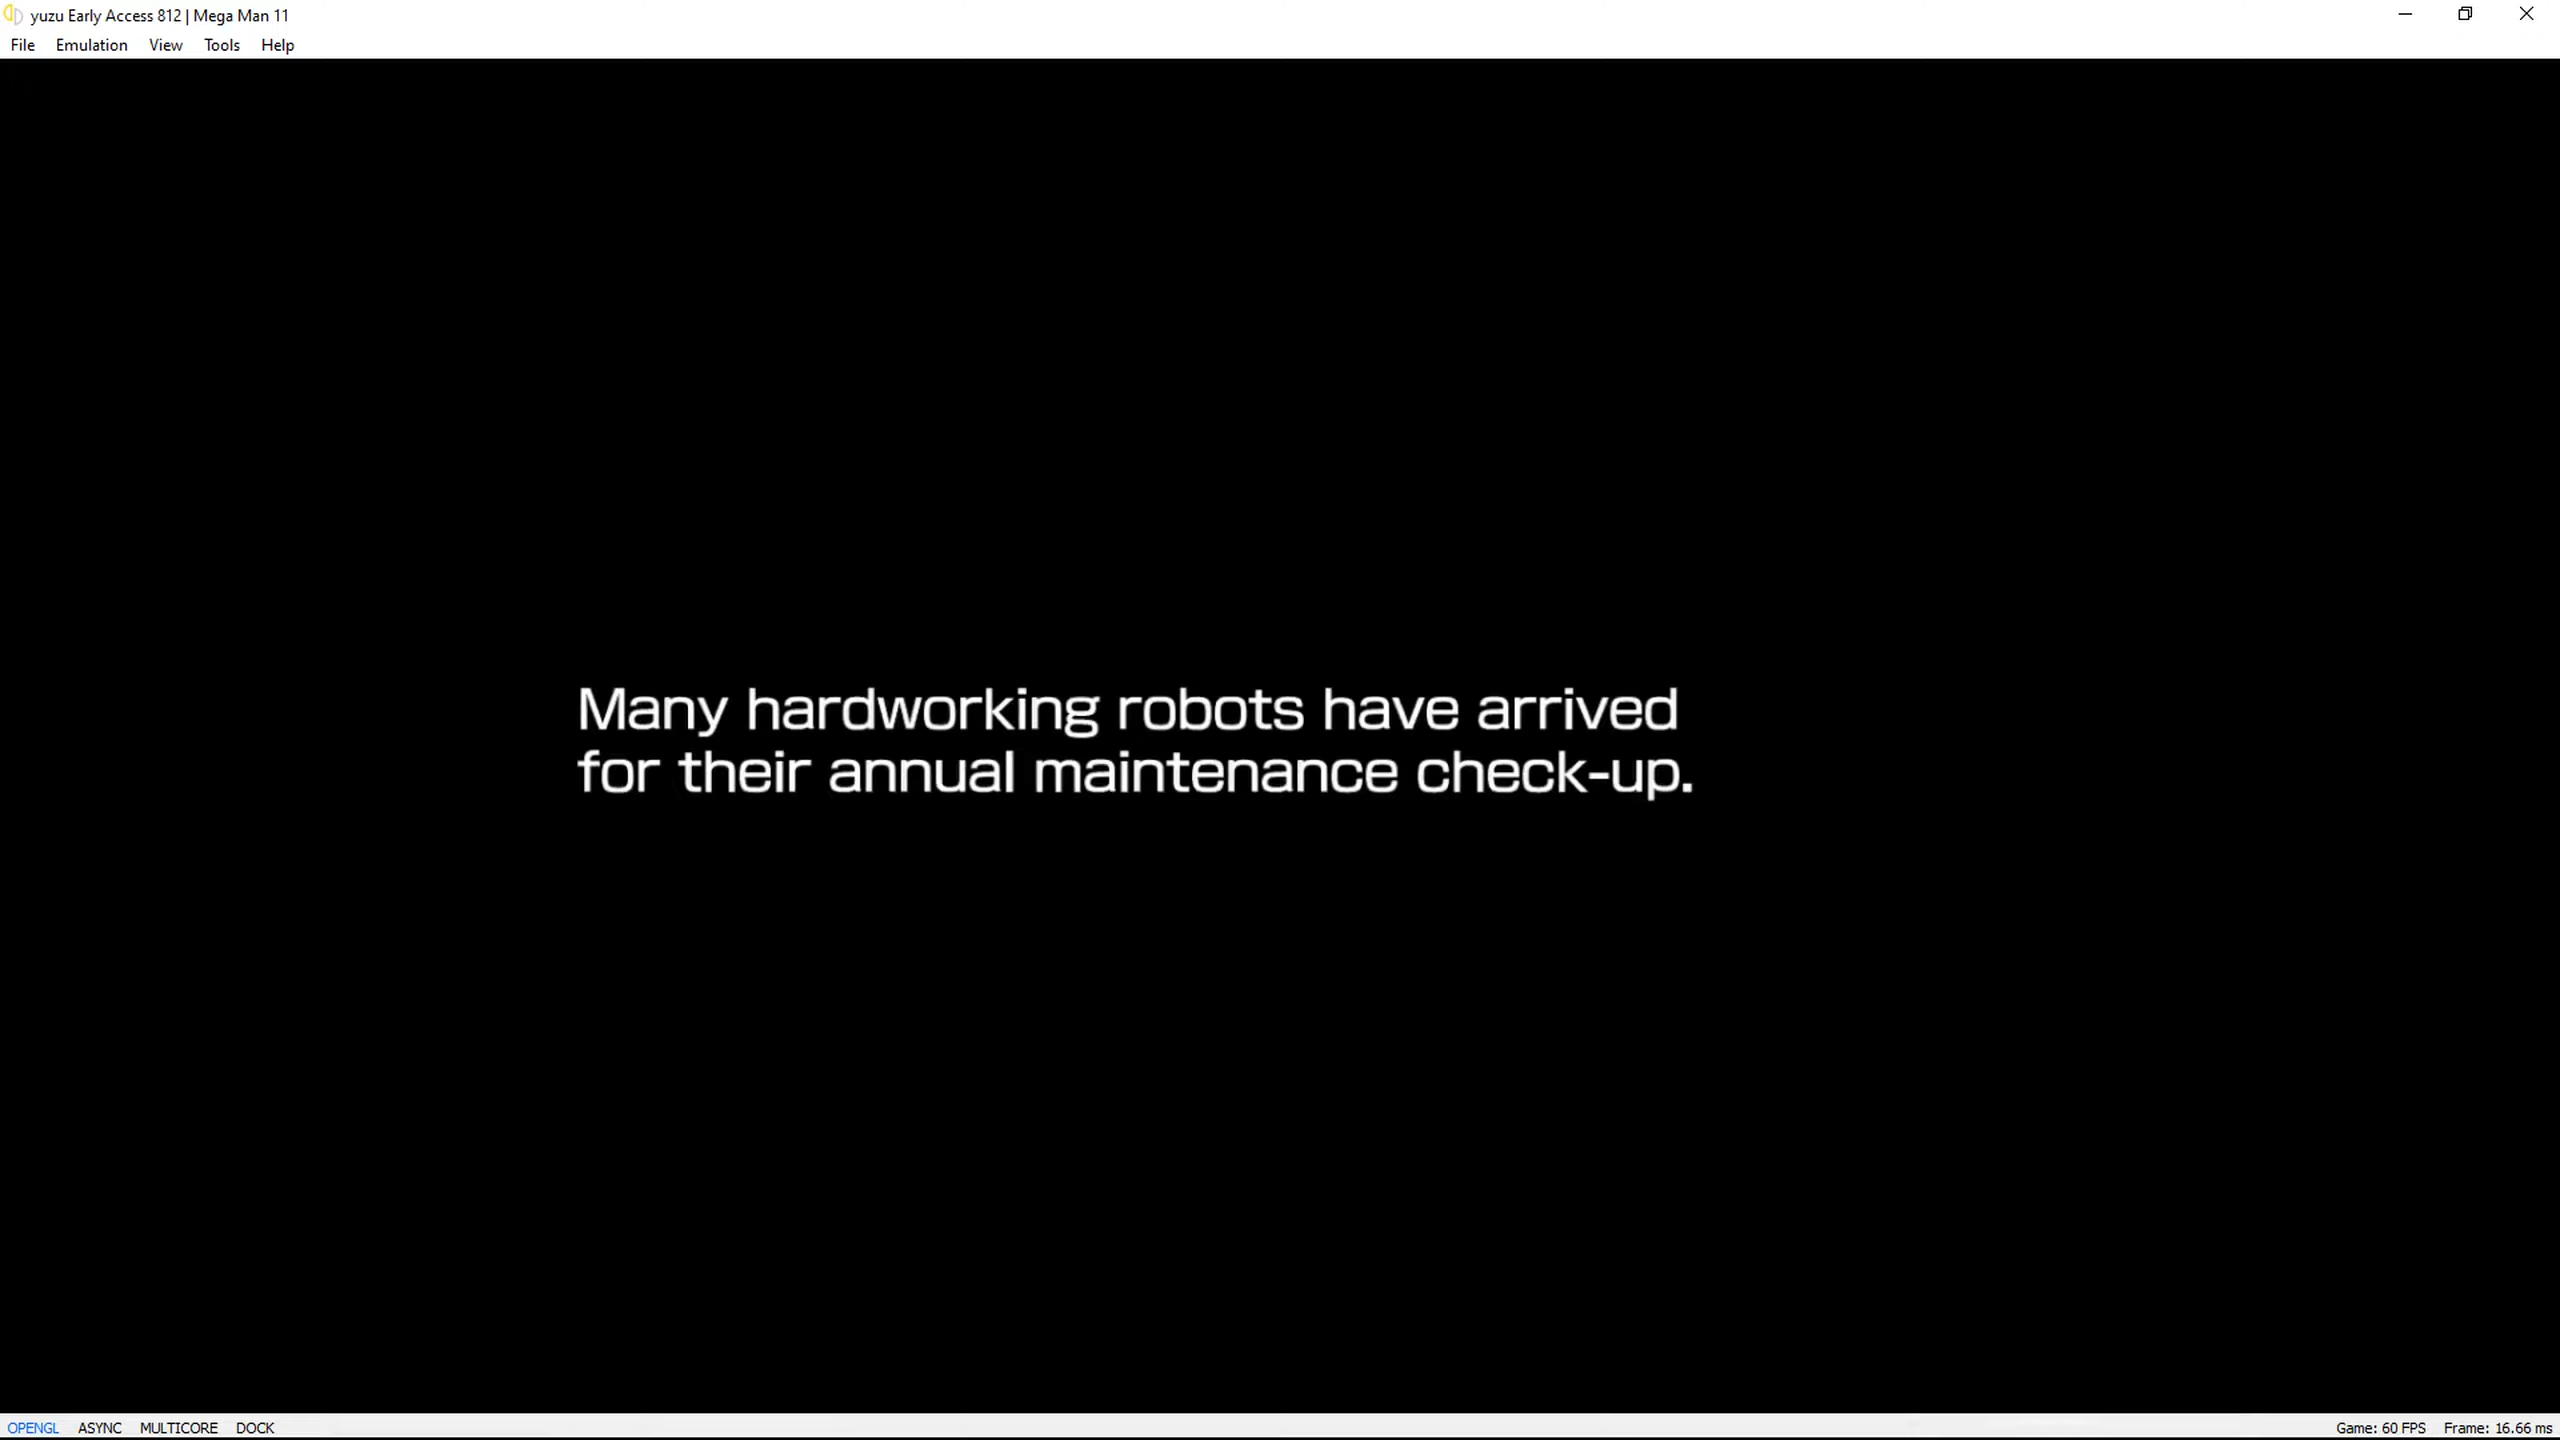 yuzu Early Access 812 | Mega Man 11
File Emulation View Tools Help
Many hardworking robots have arrived
for their annual maintenance check-up.
OPENGL ASYNC MULTICORE DOCK Game: 60 FPS Frame: 16.66 ms